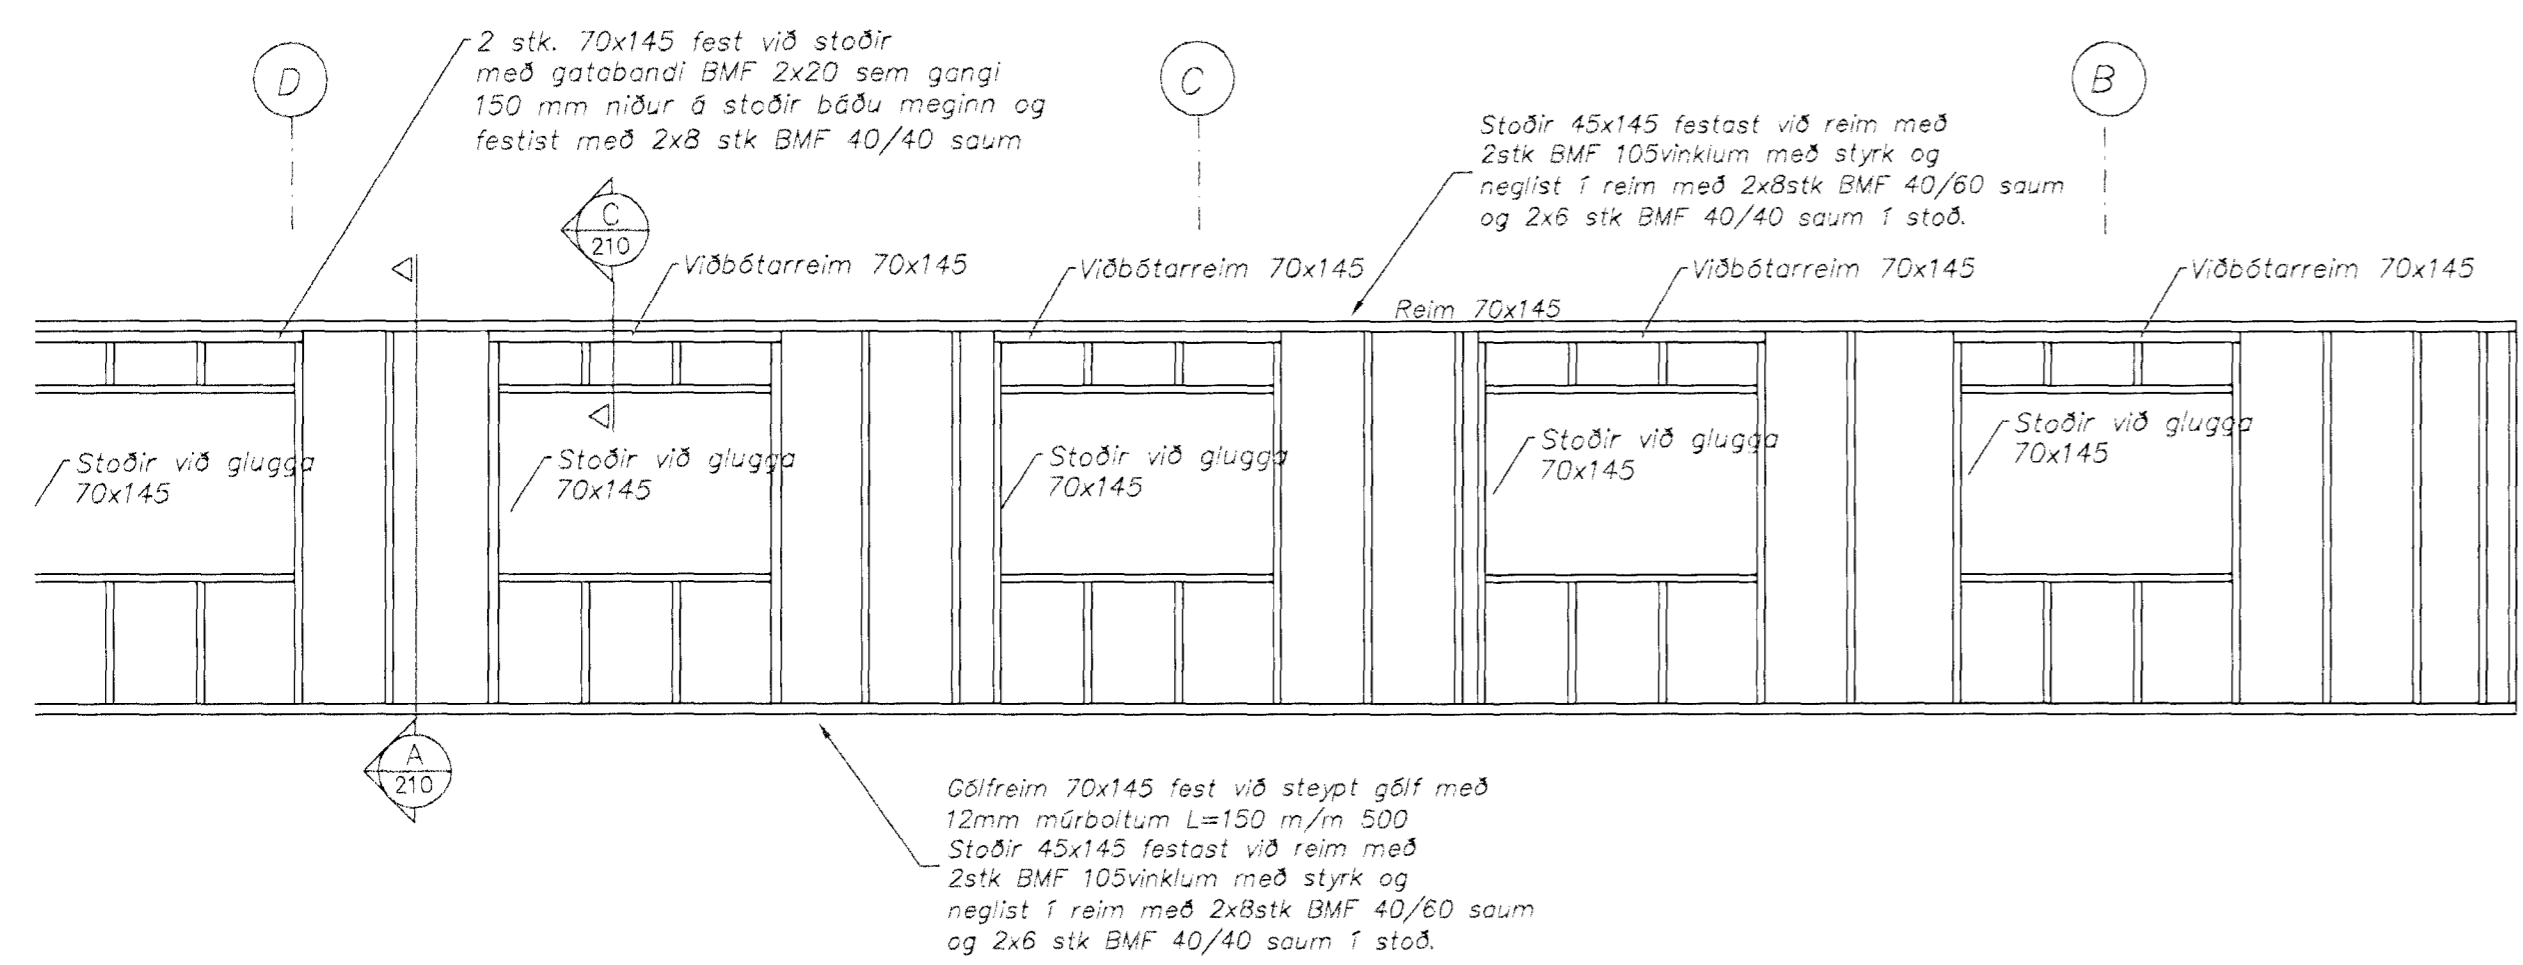 D
2 stk. 70x145 fest við stoðir
með gatabandi BMF 2x20 sem gangi
150 mm niður á stoðir báðu meginn og
festist með 2x8 stk BMF 40/40 saum
C
B
Stoðir 45x145 festast við reim með
2stk BMF 105vinklum með styrk og
neglist í reim með 2x8stk BMF 40/60 saum
og 2x6 stk BMF 40/40 saum í stoð.
C
210
Viðbótarreim 70x145
Viðbótarreim 70x145
Viðbótarreim 70x145
Viðbótarreim 70x145
Reim 70x145
Stoðir við glugga
70x145
Stoðir við glugga
70x145
Stoðir við glugga
70x145
Stoðir við glugga
70x145
Stoðir við glugga
70x145
A
210
Gólfreim 70x145 fest við steypt gólf með
12mm múrboltum L=150 m/m 500
Stoðir 45x145 festast við reim með
2stk BMF 105vinklum með styrk og
neglist í reim með 2x8stk BMF 40/60 saum
og 2x6 stk BMF 40/40 saum í stoð.